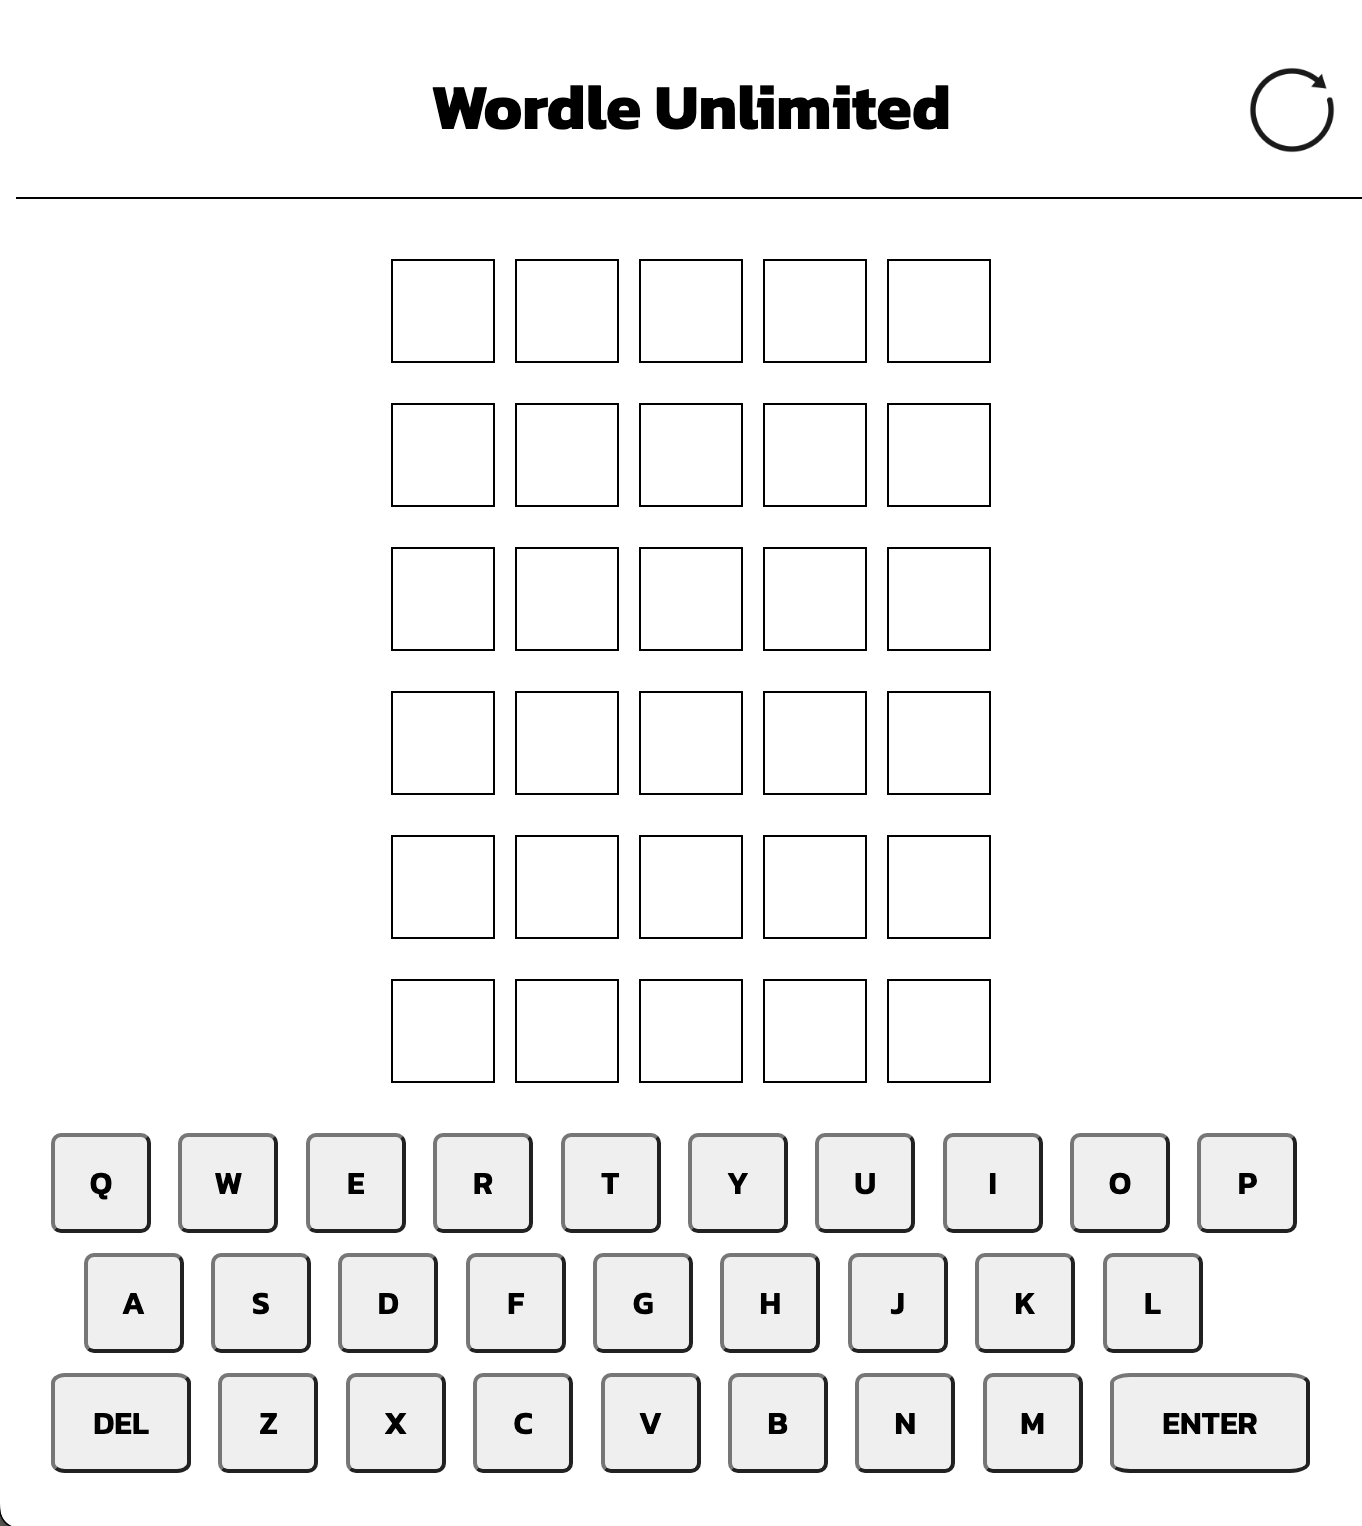 Wordle Unlimited
Q W E R T Y U I O P
A S D F G H J K L
DEL Z X C V B N M ENTER